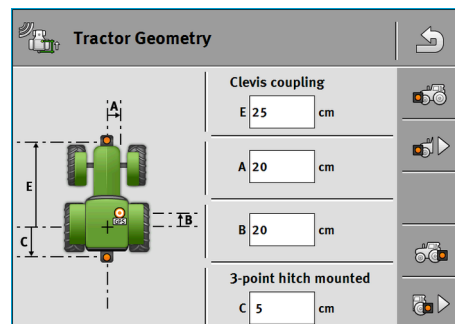 Tractor Geometry
Clevis coupling
E 25 cm
A
A 20 cm
E
GPS
B
B 20 cm
C
3-point hitch mounted
C 5 cm